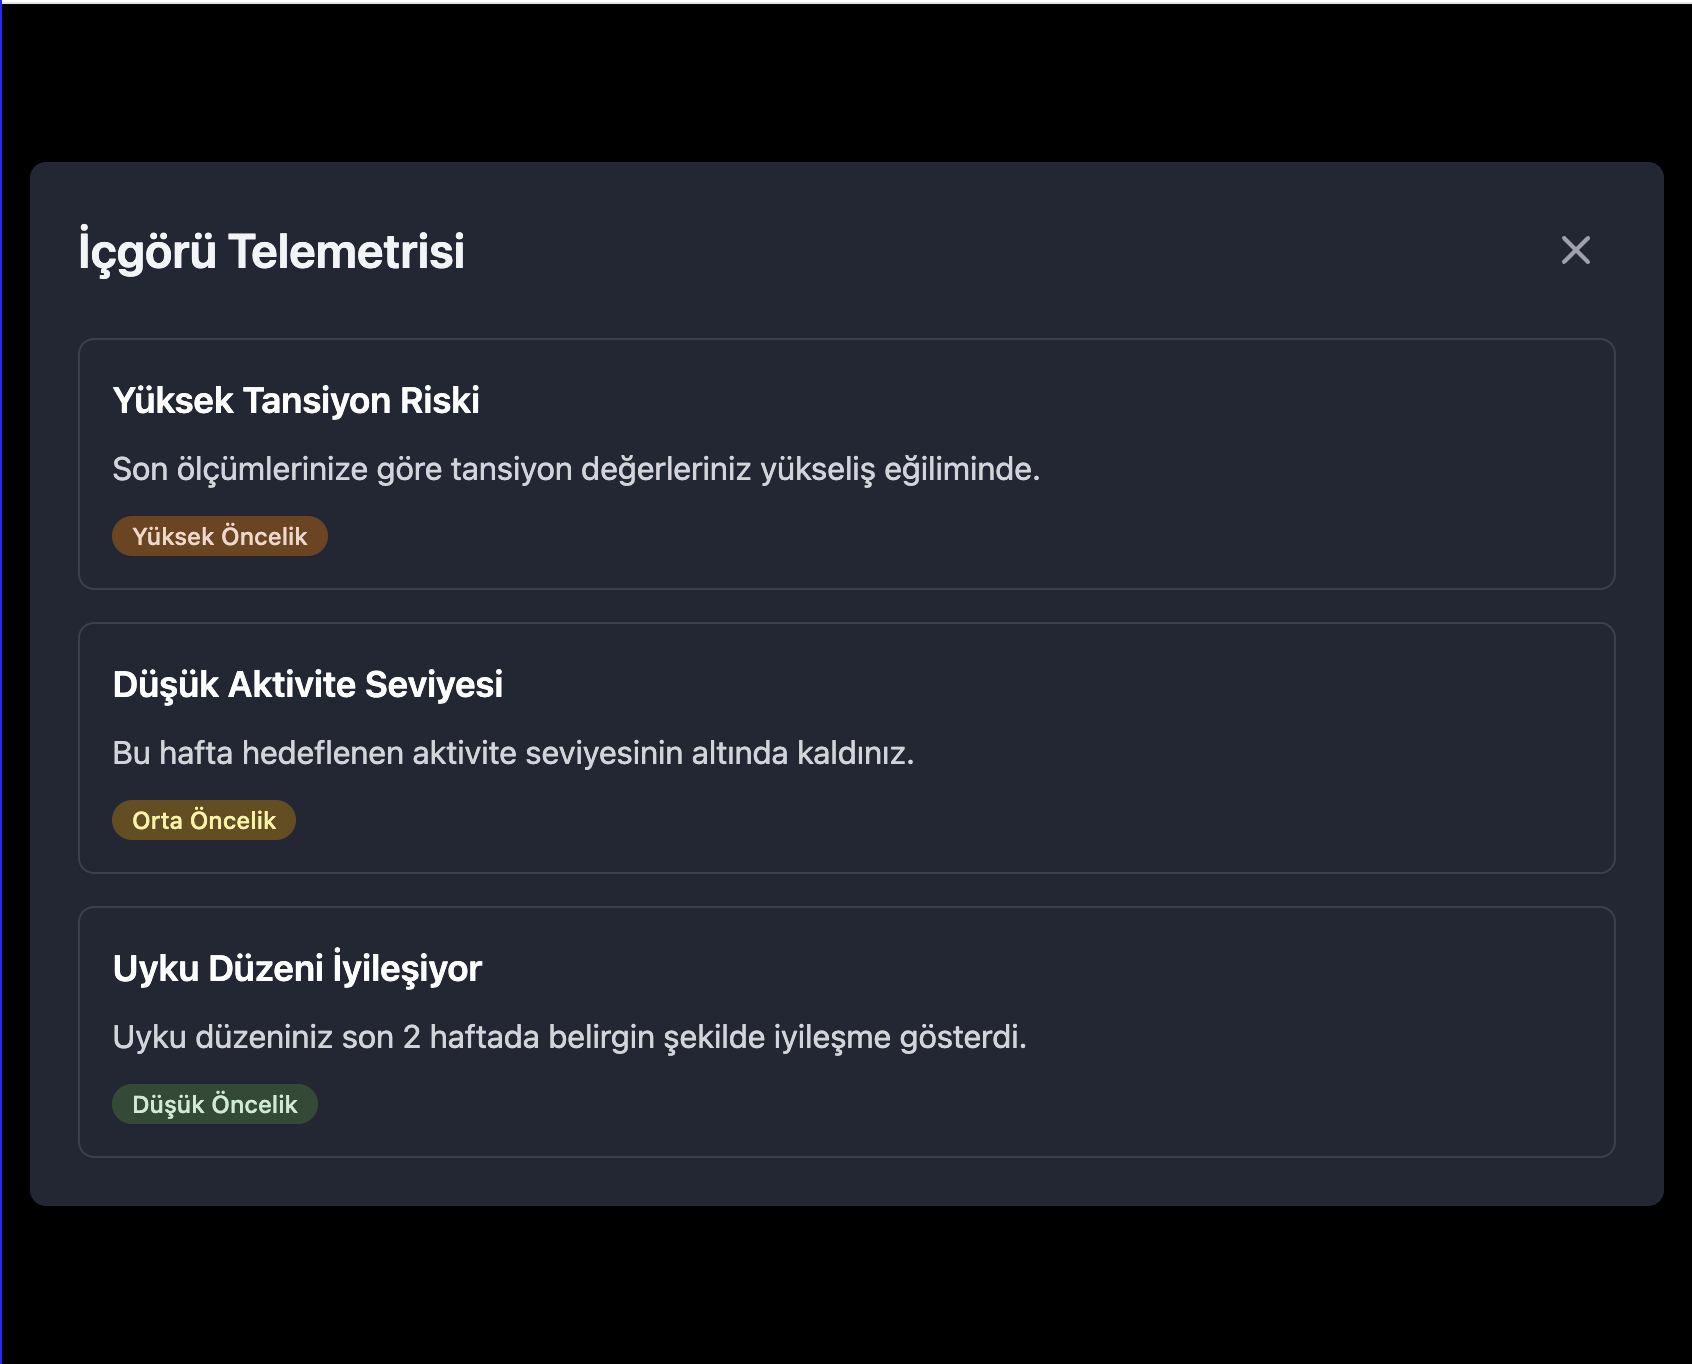 İçgörü Telemetrisi
Yüksek Tansiyon Riski
Son ölçümlerinize göre tansiyon değerleriniz yükseliş eğiliminde.
Yüksek Öncelik
Düşük Aktivite Seviyesi
Bu hafta hedeflenen aktivite seviyesinin altında kaldınız.
Orta Öncelik
Uyku Düzeni İyileşiyor
Uyku düzeniniz son 2 haftada belirgin şekilde iyileşme gösterdi.
Düşük Öncelik